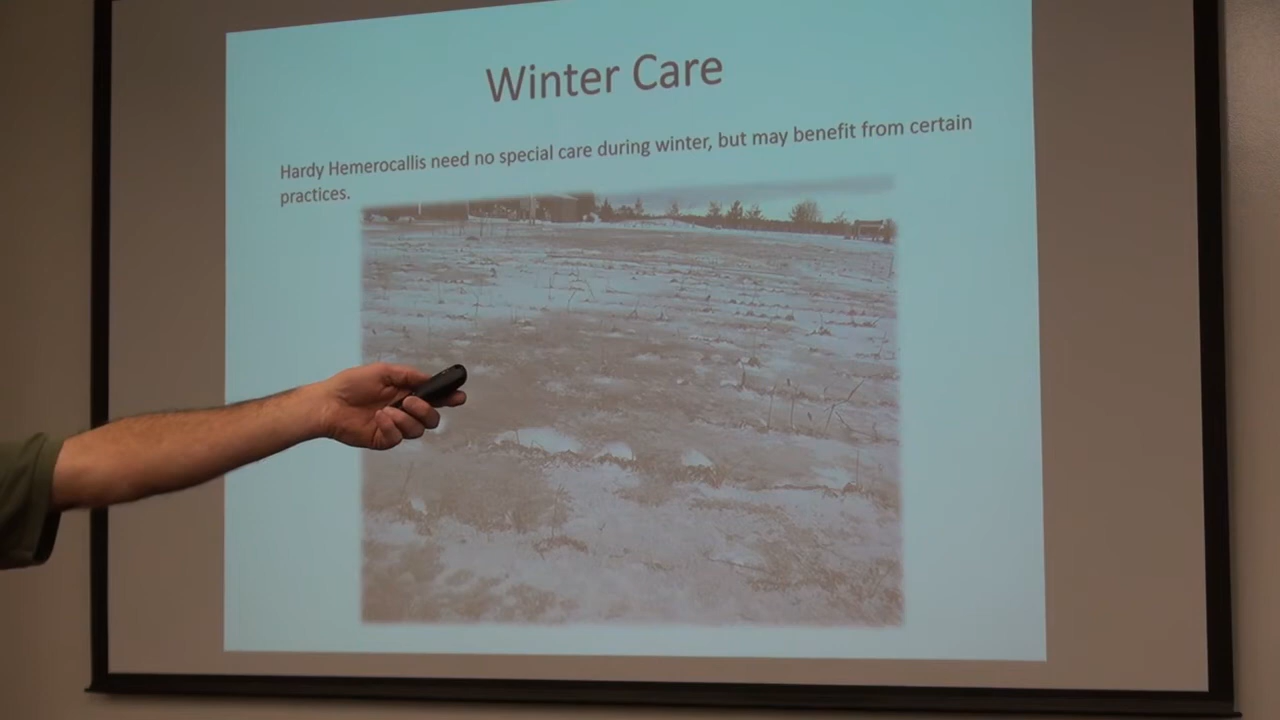 Winter Care
Hardy Hemerocallis need no special care during winter, but may benefit from certain
practices.